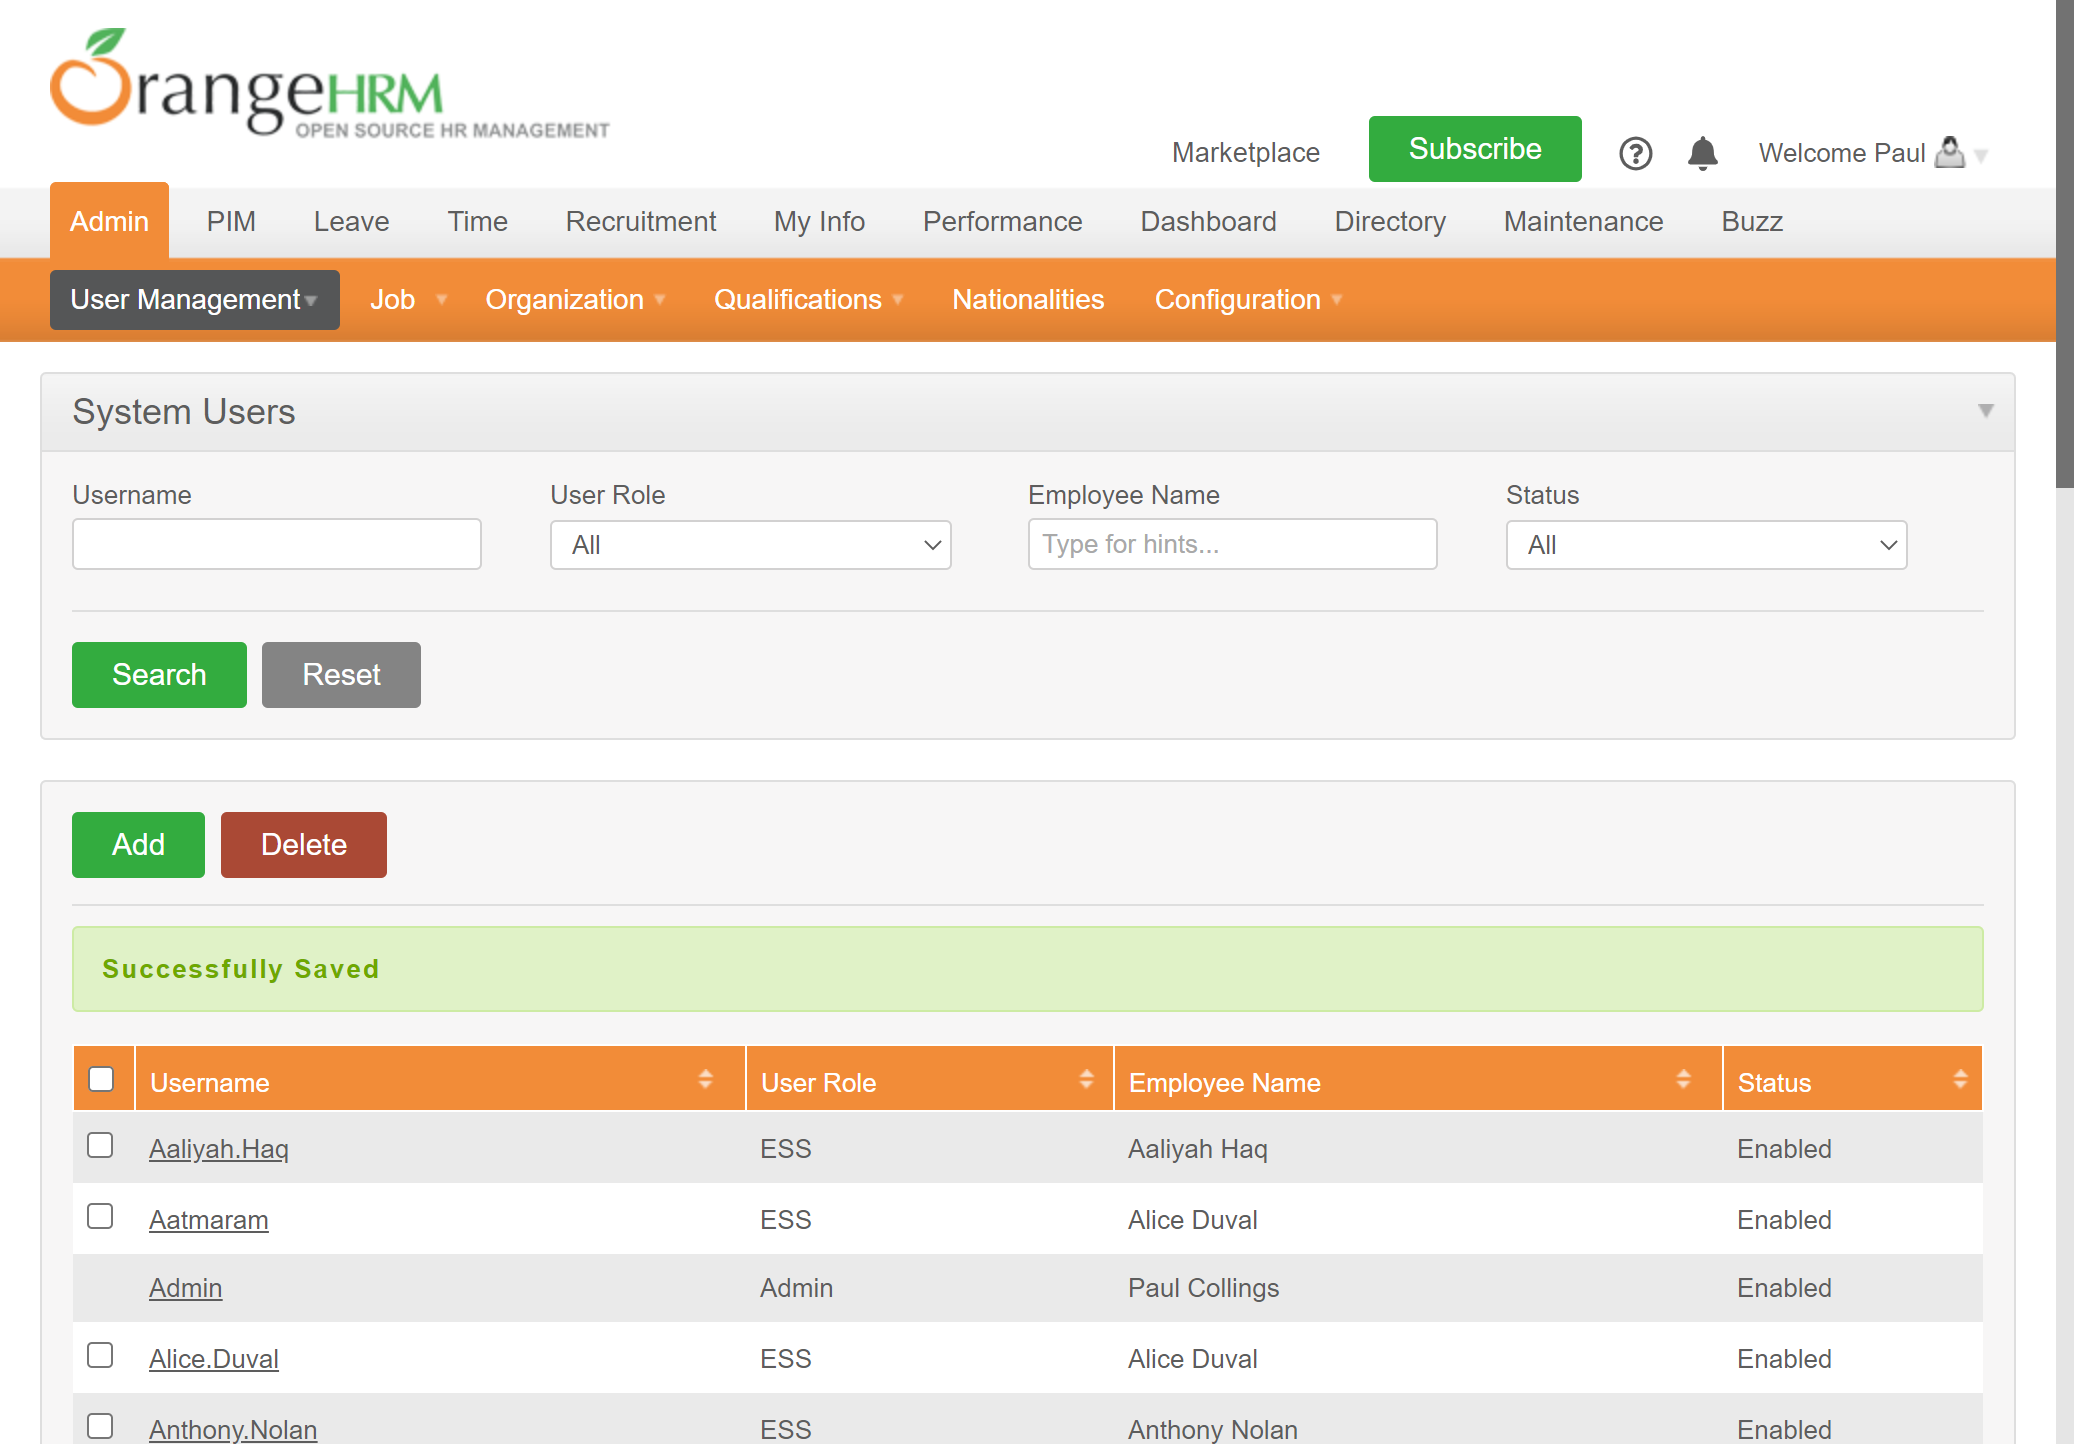 OrangeHRM
OPEN SOURCE HR MANAGEMENT
Marketplace Subscribe Welcome Paul
Admin PIM Leave Time Recruitment My Info Performance Dashboard Directory Maintenance Buzz
User Management Job Organization Qualifications Nationalities Configuration
System Users
Username User Role Employee Name Status
All Type for hints... All
Search Reset
Add Delete
Successfully Saved
Username User Role Employee Name Status
Aaliyah.Haq ESS Aaliyah Haq Enabled
Aatmaram ESS Alice Duval Enabled
Admin Admin Paul Collings Enabled
Alice.Duval ESS Alice Duval Enabled
Anthony.Nolan ESS Anthony Nolan Enabled